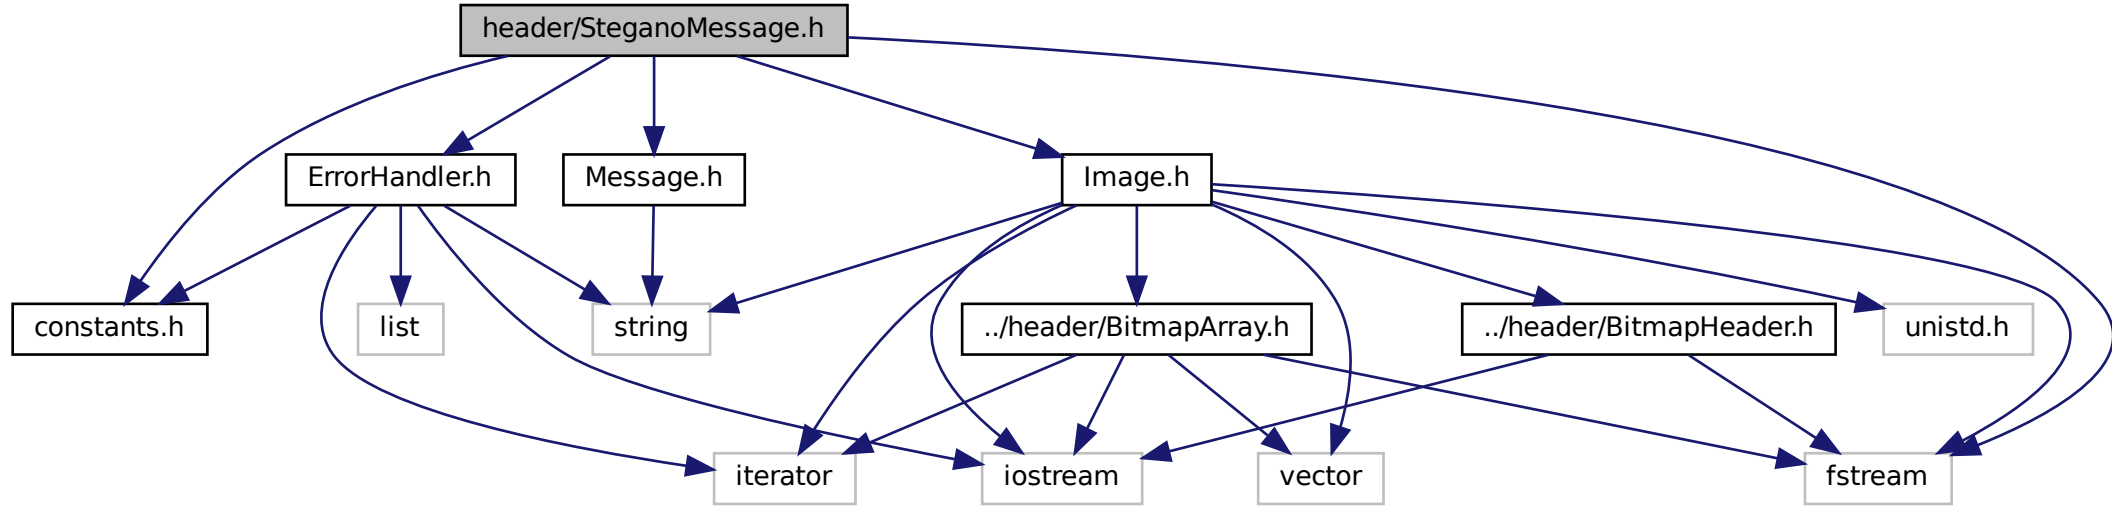 header/SteganoMessage.h
ErrorHandler.h
Message.h
Image.h
constants.h
list
string
../header/BitmapArray.h
../header/BitmapHeader.h
unistd.h
iterator
iostream
vector
fstream